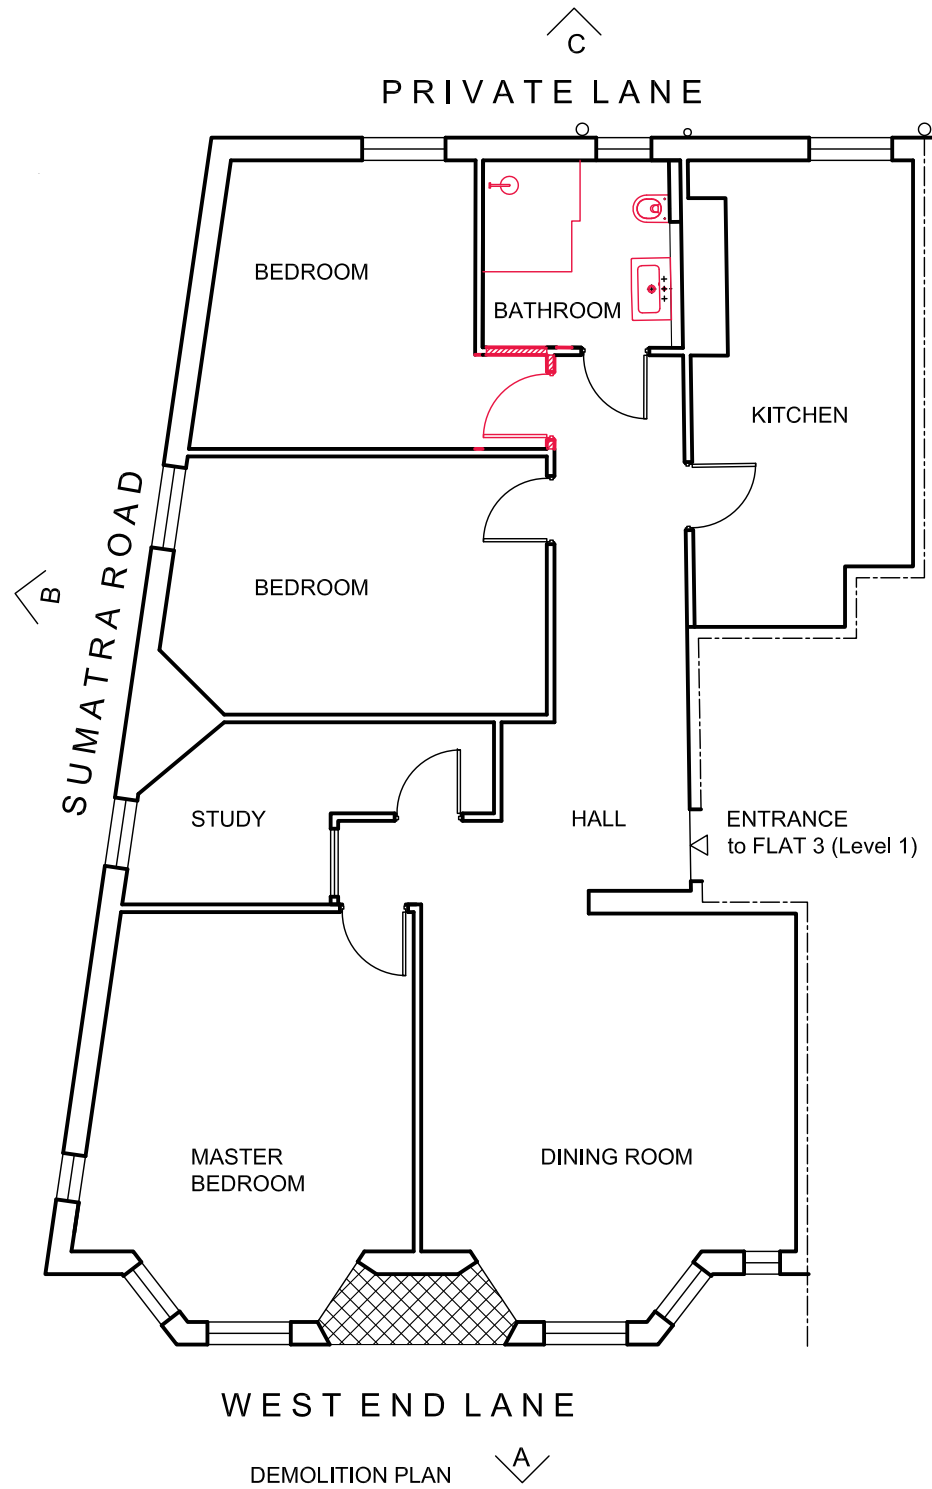 C
PRIVATE LANE
BEDROOM
BATHROOM
KITCHEN
SUMATRA ROAD
B
BEDROOM
STUDY
HALL
ENTRANCE
to FLAT 3 (Level 1)
MASTER
BEDROOM
DINING ROOM
WEST END LANE
A
DEMOLITION PLAN